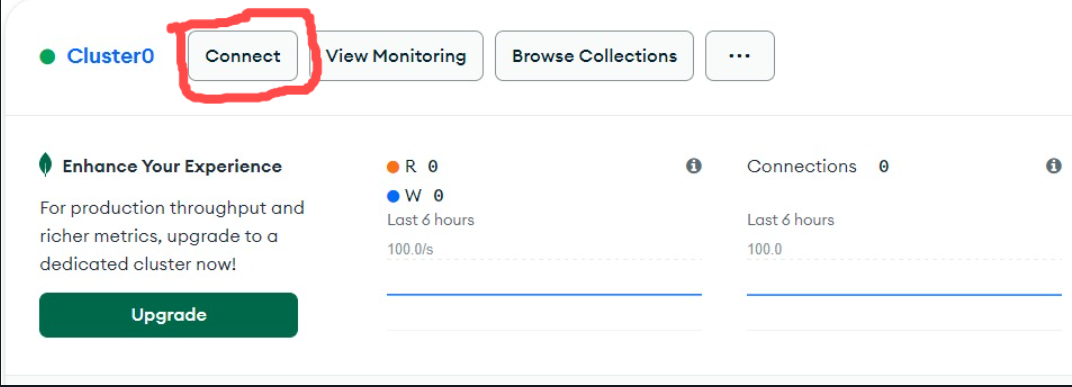 Cluster0 Connect View Monitoring Browse Collections ...
Enhance Your Experience
For production throughput and
richer metrics, upgrade to a
dedicated cluster now!
Upgrade
R 0
W 0
Last 6 hours
100.0/s
Connections 0
Last 6 hours
100.0